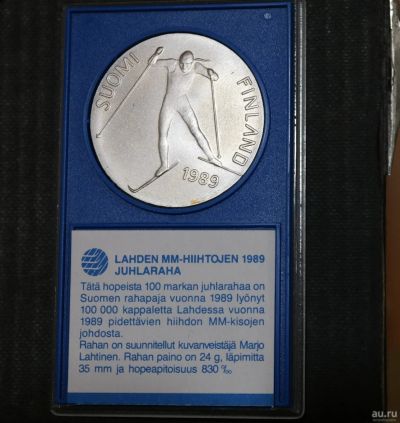 SUOMI
FINLAND
1989
LAHDEN MM-HIIHTOJEN 1989
JUHLARAHA
Tätä hopeista 100 markan juhlarahaa on
Suomen rahapaja vuonna 1989 lyönyt
100 000 kappaletta Lahdessa vuonna
1989 pidettävien hiihdon MM-kisojen
johdosta.
Rahan on suunnitellut kuvanveistäjä Marjo
Lahtinen. Rahan paino on 24 g, läpimitta
35 mm ja hopeapitoisuus 830 ‰
au.ru